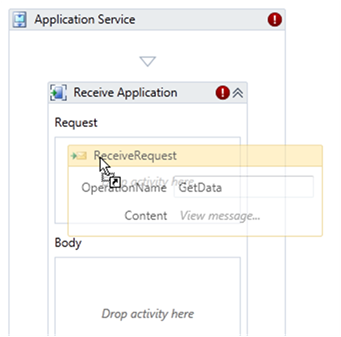 Application Service
Receive Application
Request
ReceiveRequest
Drop activity here
OperationName GetData
Content View message...
Body
Drop activity here